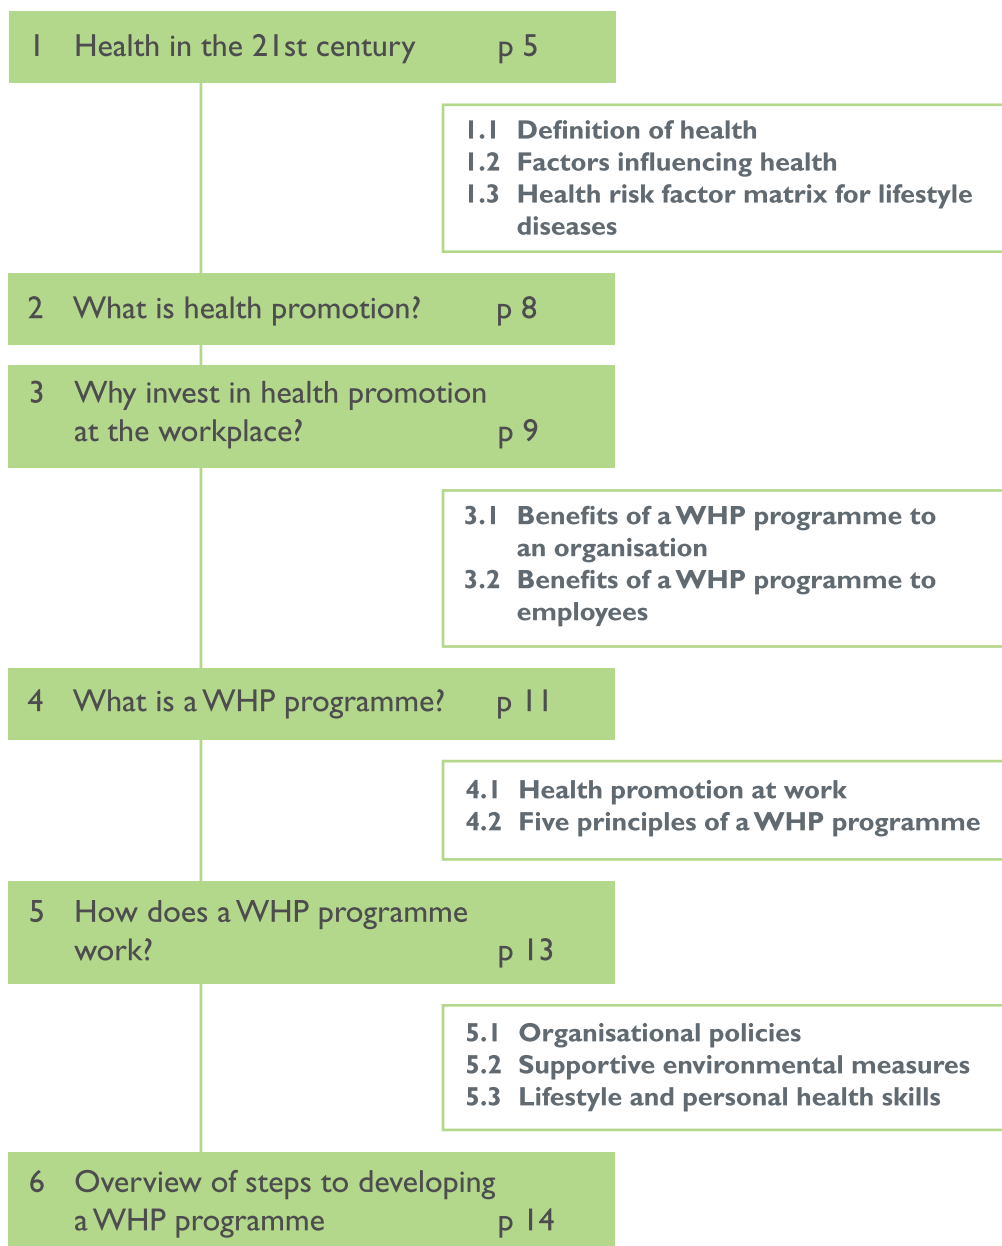 1 Health in the 21st century p 5
1.1 Definition of health
1.2 Factors influencing health
1.3 Health risk factor matrix for lifestyle
diseases
2 What is health promotion? p 8
3 Why invest in health promotion
at the workplace? p 9
3.1 Benefits of a WHP programme to
an organisation
3.2 Benefits of a WHP programme to
employees
4 What is a WHP programme? p 11
4.1 Health promotion at work
4.2 Five principles of a WHP programme
5 How does a WHP programme
work? p 13
5.1 Organisational policies
5.2 Supportive environmental measures
5.3 Lifestyle and personal health skills
6 Overview of steps to developing
a WHP programme p 14